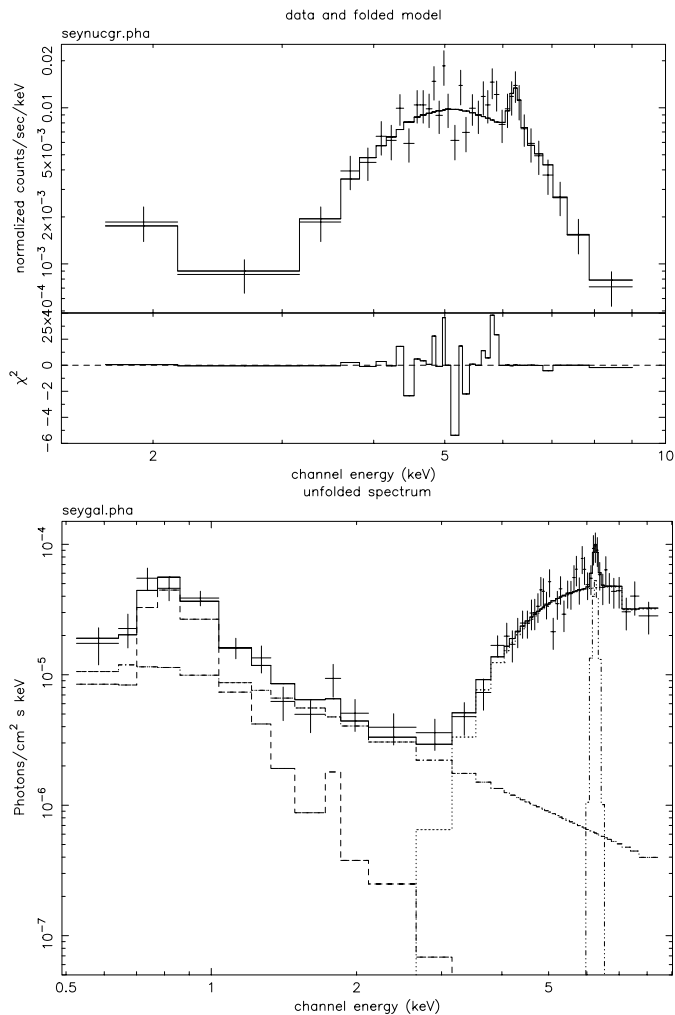 data and folded model
seynucgr.pha
0.02
0.01
5×10⁻³
2×10⁻³
10⁻³
5×10⁻⁴
normalized counts/sec/keV
4
2
0
−2
−4
−6
χ²
2
5
10
channel energy (keV)
unfolded spectrum
seygal.pha
10⁻⁴
10⁻⁵
10⁻⁶
10⁻⁷
Photons/cm² s keV
0.5
1
2
5
channel energy (keV)